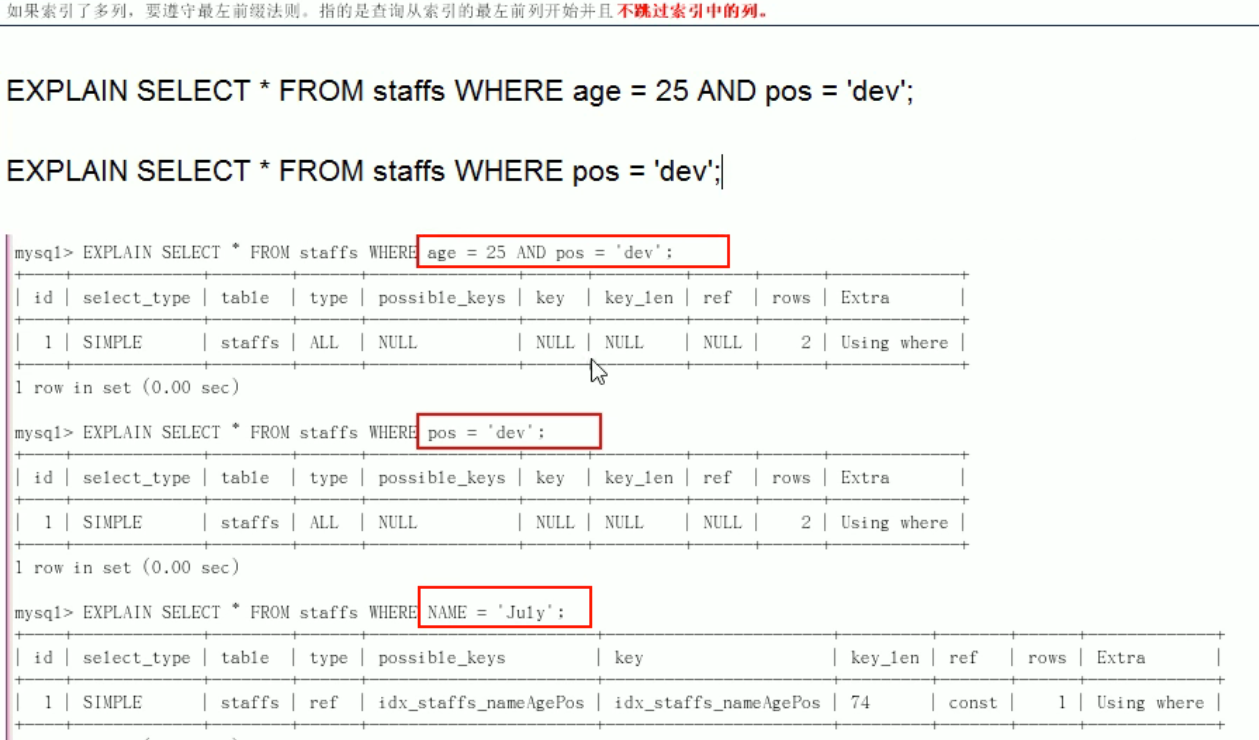 如果索引了多列，要遵守最左前缀法则。指的是查询从索引的最左前列开始并且不跳过索引中的列。
EXPLAIN SELECT * FROM staffs WHERE age = 25 AND pos = 'dev';
EXPLAIN SELECT * FROM staffs WHERE pos = 'dev';
mysql> EXPLAIN SELECT * FROM staffs WHERE age = 25 AND pos = 'dev';
| id | select_type | table | type | possible_keys | key | key_len | ref | rows | Extra |
| 1 | SIMPLE | staffs | ALL | NULL | NULL | NULL | NULL | 2 | Using where |
1 row in set (0.00 sec)
mysql> EXPLAIN SELECT * FROM staffs WHERE pos = 'dev';
| id | select_type | table | type | possible_keys | key | key_len | ref | rows | Extra |
| 1 | SIMPLE | staffs | ALL | NULL | NULL | NULL | NULL | 2 | Using where |
1 row in set (0.00 sec)
mysql> EXPLAIN SELECT * FROM staffs WHERE NAME = 'July';
| id | select_type | table | type | possible_keys | key | key_len | ref | rows | Extra |
| 1 | SIMPLE | staffs | ref | idx_staffs_nameAgePos | idx_staffs_nameAgePos | 74 | const | 1 | Using where |